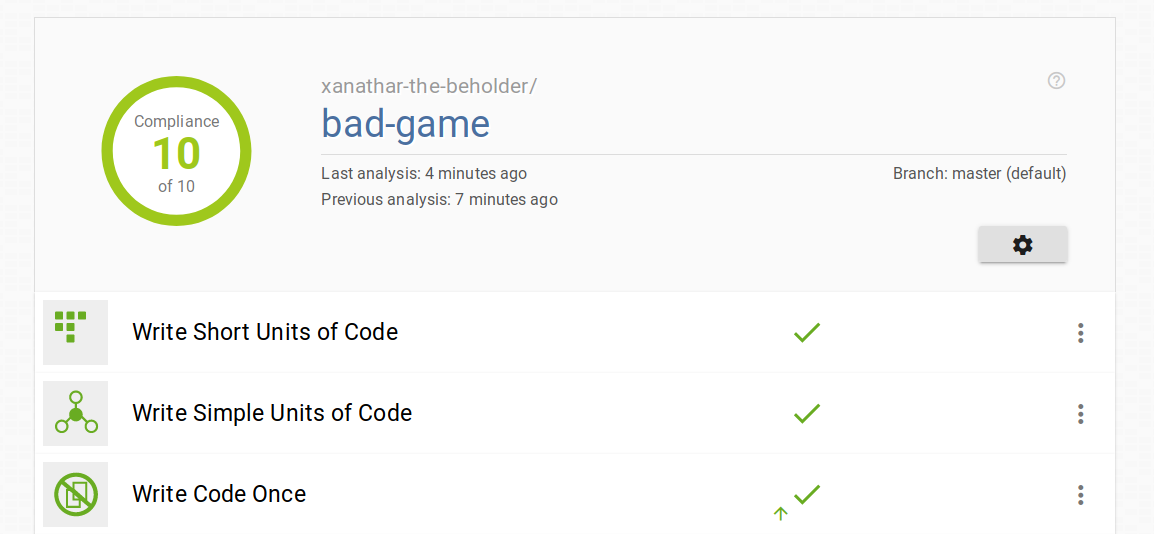 Compliance
10
of 10
xanathar-the-beholder/
bad-game
Last analysis: 4 minutes ago
Branch: master (default)
Previous analysis: 7 minutes ago
Write Short Units of Code
Write Simple Units of Code
Write Code Once